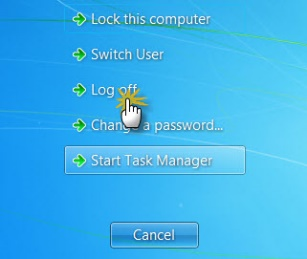 Lock this computer
Switch User
Log off
Change a password...
Start Task Manager
Cancel